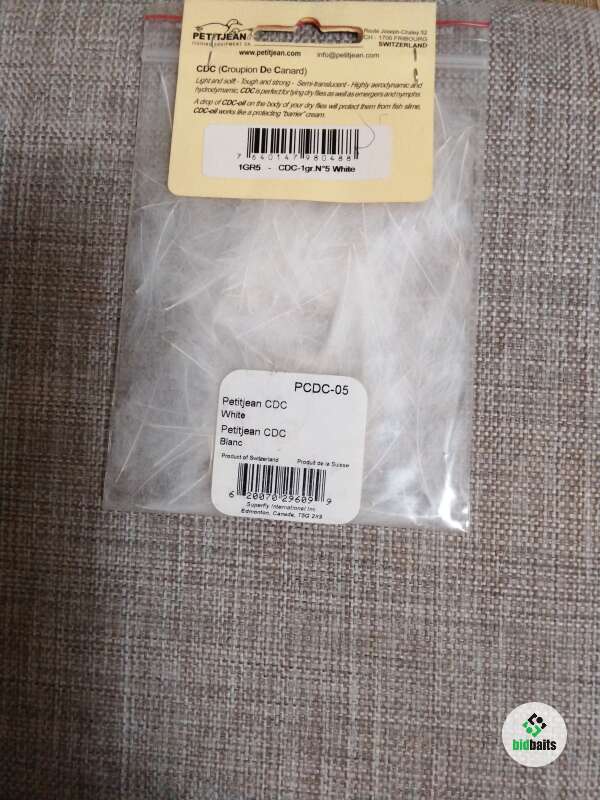 PETITJEAN
FISHING EQUIPMENT SA
Route Joseph-Chaley 52
CH - 1700 FRIBOURG
SWITZERLAND
www.petitjean.com info@petitjean.com
CDC (Croupion De Canard)
Light and soft - Tough and strong - Semi-translucent - Highly aerodynamic and
hydrodynamic, CDC is perfect for tying dry flies as well as emergers and nymphs.
A drop of CDC-oil on the body of your dry flies will protect them from fish slime,
CDC-oil works like a protecting "barrier" cream.
7 640147 980488
1GR5 - CDC-1gr.N°5 White
PCDC-05
Petitjean CDC
White
Petitjean CDC
Blanc
Product of Switzerland Produit de la Suisse
6 20070 29609 9
Superfly International Inc.
Edmonton, Canada, T5G 2X8
bidbaits